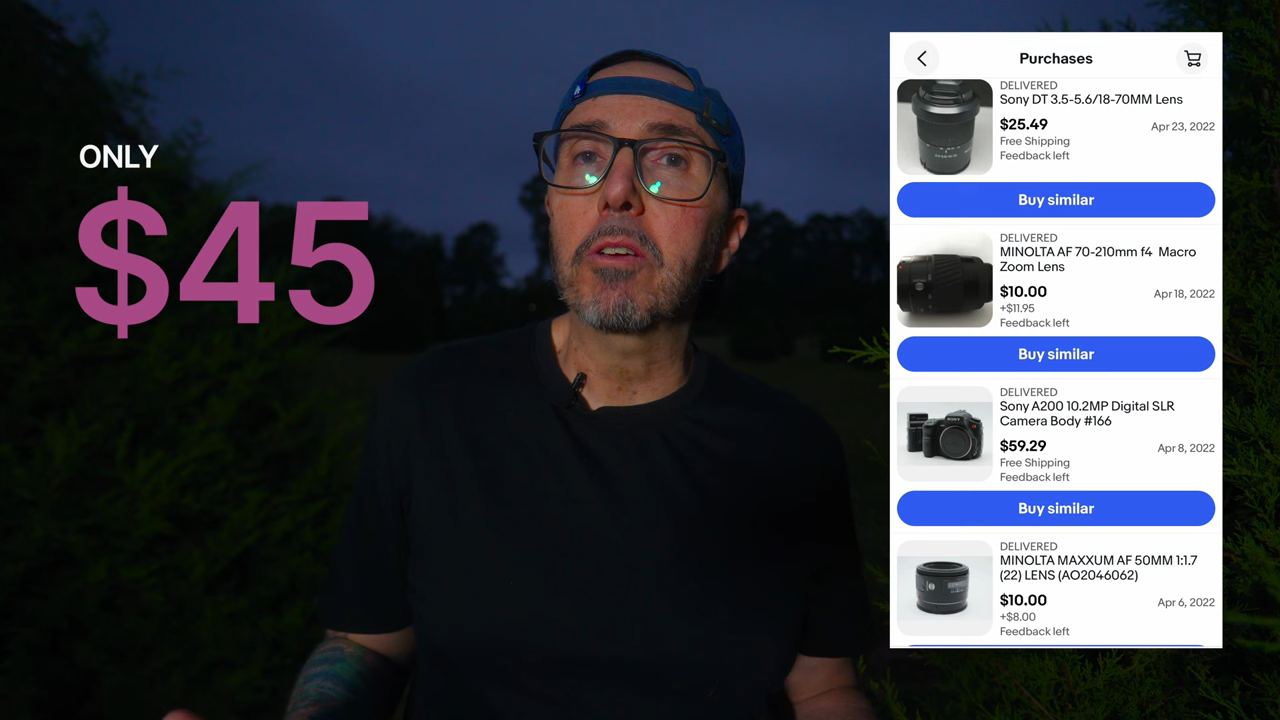 ONLY
$45
Purchases
DELIVERED
Sony DT 3.5-5.6/18-70MM Lens
$25.49
Apr 23, 2022
Free Shipping
Feedback left
Buy similar
DELIVERED
MINOLTA AF 70-210mm f4 Macro
Zoom Lens
$10.00
Apr 18, 2022
+$11.95
Feedback left
Buy similar
DELIVERED
Sony A200 10.2MP Digital SLR
Camera Body #166
$59.29
Apr 8, 2022
Free Shipping
Feedback left
Buy similar
DELIVERED
MINOLTA MAXXUM AF 50MM 1:1.7
(22) LENS (AO2046062)
$10.00
Apr 6, 2022
+$8.00
Feedback left